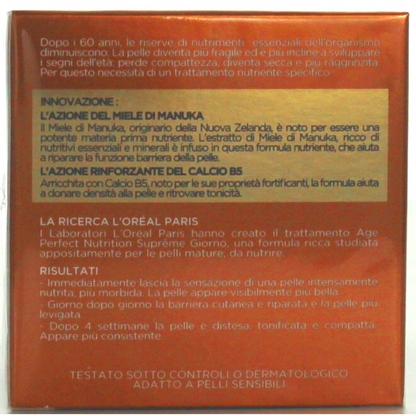 Dopo i 60 anni, le riserve di nutrimenti essenziali dell'organismo
diminuiscono. La pelle diventa più fragile ed è più incline a sviluppare
i segni dell'età: perde compattezza, diventa secca e più raggrinzita.
Per questo necessità di un trattamento nutriente specifico.
INNOVAZIONE :
L'AZIONE DEL MIELE DI MANUKA
Il Miele di Manuka, originario della Nuova Zelanda, è noto per essere una
potente materia prima nutriente. L'estratto di Miele di Manuka, ricco di
nutritivi essenziali e minerali è infuso in questa formula nutriente, che aiuta
a riparare la funzione barriera della pelle.
L'AZIONE RINFORZANTE DEL CALCIO B5
Arricchita con Calcio B5, noto per le sue proprietà fortificanti, la formula aiuta
a donare densità alla pelle e ritrovare tonicità.
LA RICERCA L'ORÉAL PARIS
I Laboratori L'Oréal Paris hanno creato il trattamento Age
Perfect Nutrition Suprême Giorno, una formula ricca studiata
appositamente per le pelli mature, da nutrire.
RISULTATI
- Immediatamente lascia la sensazione di una pelle intensamente
nutrita, più morbida. La pelle appare visibilmente più bella.
- Giorno dopo giorno la barriera cutanea è riparata e la pelle più
levigata.
- Dopo 4 settimane la pelle è distesa, tonificata e compatta.
Appare più consistente.
TESTATO SOTTO CONTROLLO DERMATOLOGICO
ADATTO A PELLI SENSIBILI